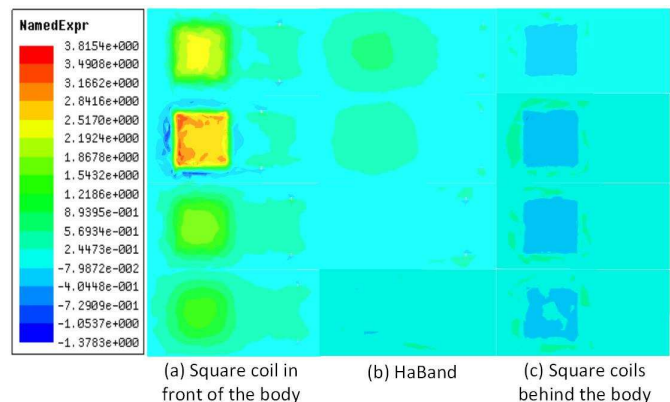 NamedExpr
3.8154e+000
3.4908e+000
3.1662e+000
2.8416e+000
2.5170e+000
2.1924e+000
1.8678e+000
1.5432e+000
1.2186e+000
8.9395e-001
5.6934e-001
2.4473e-001
-7.9872e-002
-4.0448e-001
-7.2909e-001
-1.0537e+000
-1.3783e+000
(a) Square coil in
front of the body
(b) HaBand
(c) Square coils
behind the body